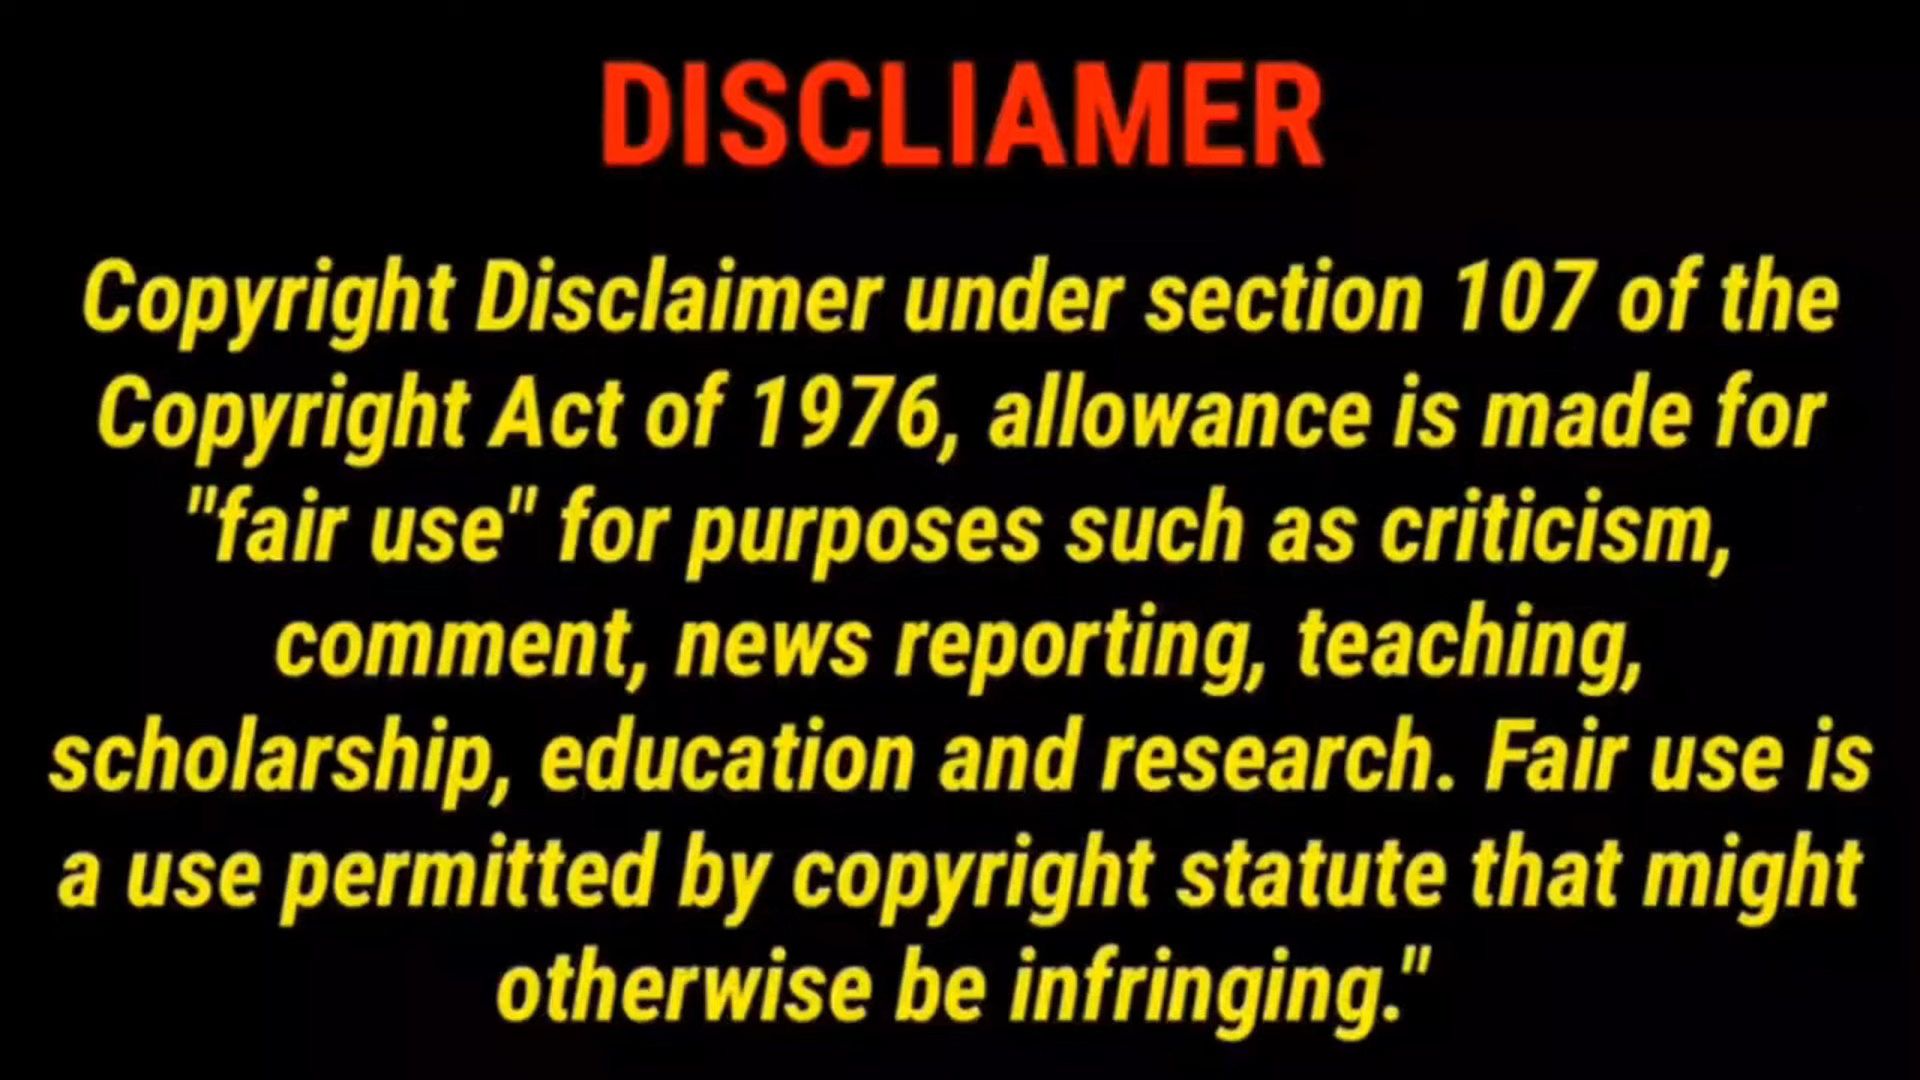 DISCLIAMER
Copyright Disclaimer under section 107 of the
Copyright Act of 1976, allowance is made for
"fair use" for purposes such as criticism,
comment, news reporting, teaching,
scholarship, education and research. Fair use is
a use permitted by copyright statute that might
otherwise be infringing."